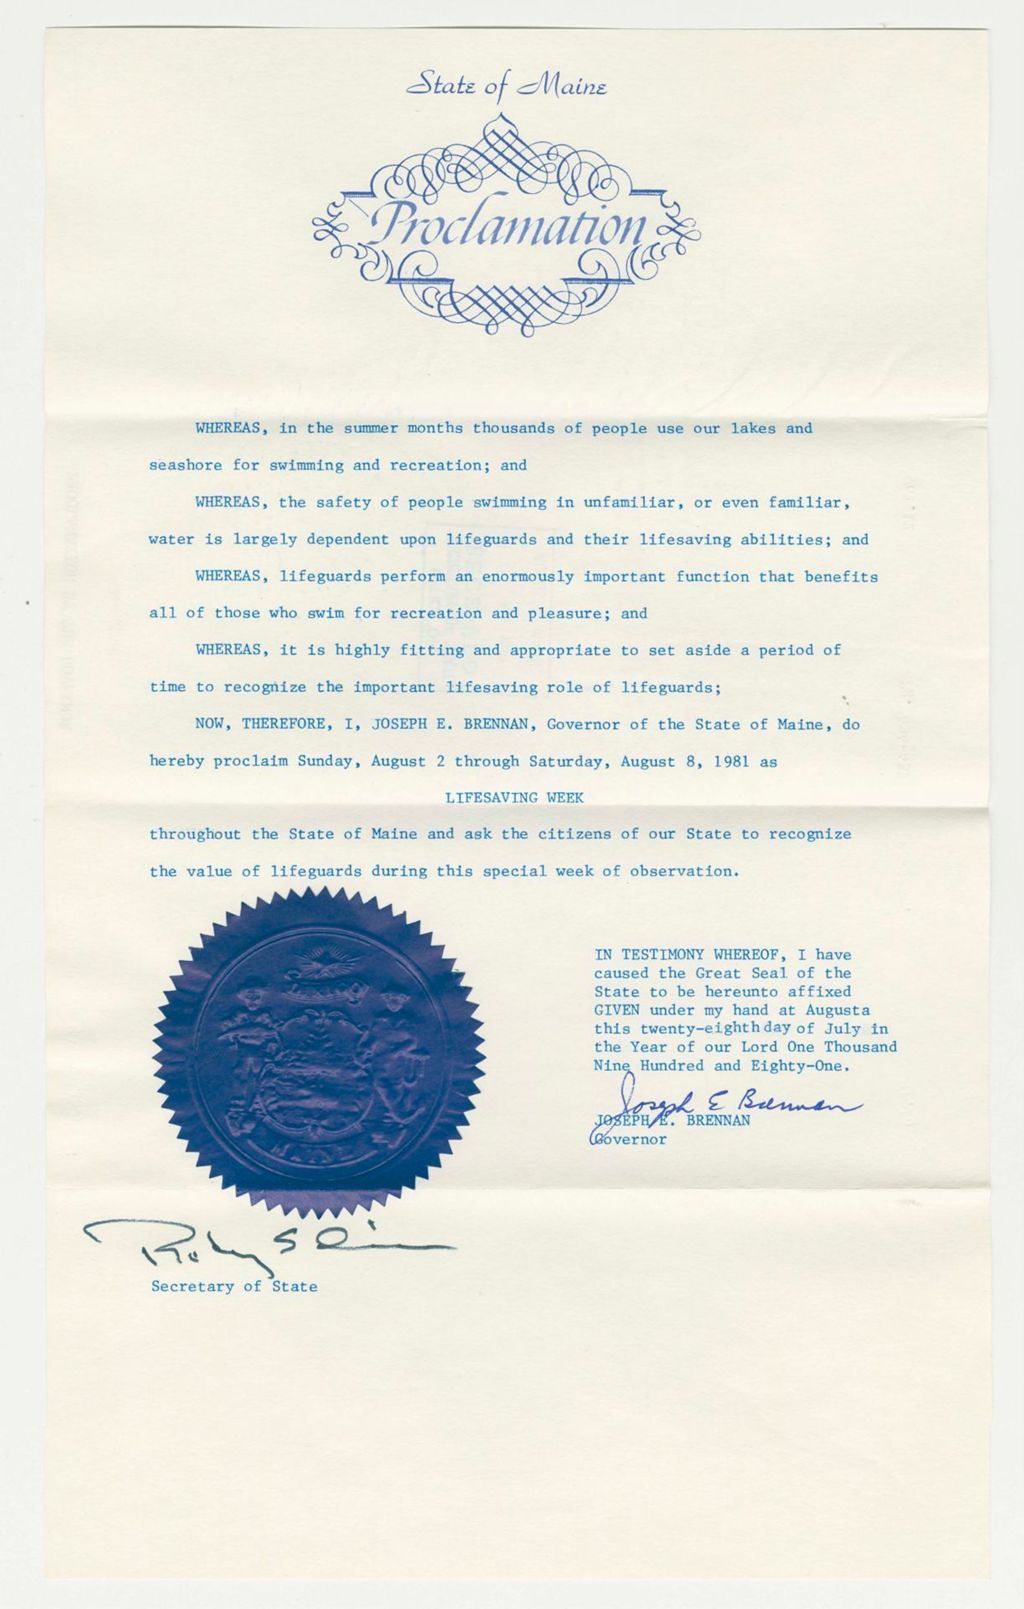 State of Maine
Proclamation
WHEREAS, in the summer months thousands of people use our lakes and
seashore for swimming and recreation; and
WHEREAS, the safety of people swimming in unfamiliar, or even familiar,
water is largely dependent upon lifeguards and their lifesaving abilities; and
WHEREAS, lifeguards perform an enormously important function that benefits
all of those who swim for recreation and pleasure; and
WHEREAS, it is highly fitting and appropriate to set aside a period of
time to recognize the important lifesaving role of lifeguards;
NOW, THEREFORE, I, JOSEPH E. BRENNAN, Governor of the State of Maine, do
hereby proclaim Sunday, August 2 through Saturday, August 8, 1981 as
LIFESAVING WEEK
throughout the State of Maine and ask the citizens of our State to recognize
the value of lifeguards during this special week of observation.
IN TESTIMONY WHEREOF, I have
caused the Great Seal of the
State to be hereunto affixed
GIVEN under my hand at Augusta
this twenty-eighth day of July in
the Year of our Lord One Thousand
Nine Hundred and Eighty-One.
Joseph E Brennan
JOSEPH E. BRENNAN
Governor
MAINE
Secretary of State